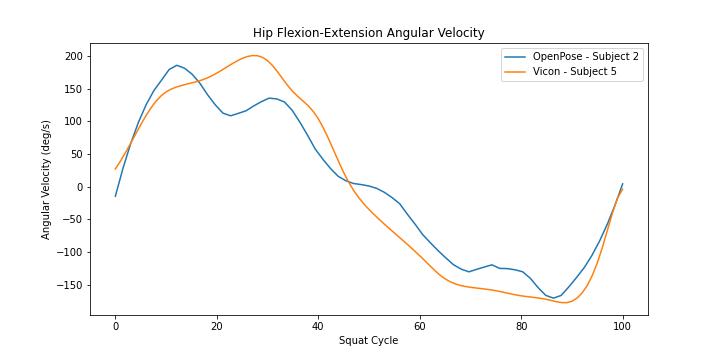 Hip Flexion-Extension Angular Velocity
OpenPose - Subject 2
Vicon - Subject 5
Angular Velocity (deg/s)
200
150
100
50
0
−50
−100
−150
0 20 40 60 80 100
Squat Cycle